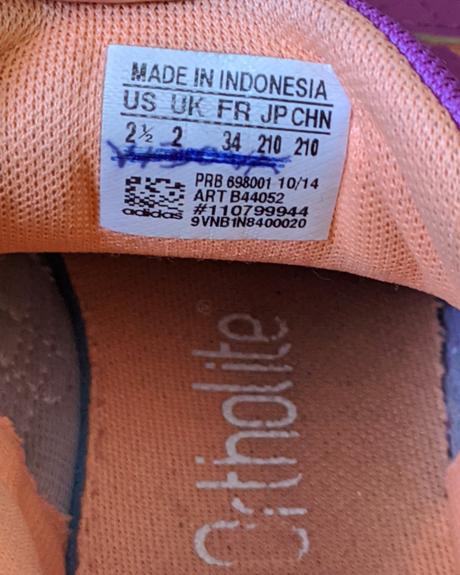 MADE IN INDONESIA
US UK FR JP CHN
2½ 2 34 210 210
PRB 698001 10/14
ART B44052
#110799944
9VNB1N8400020
adidas
Ortholite®